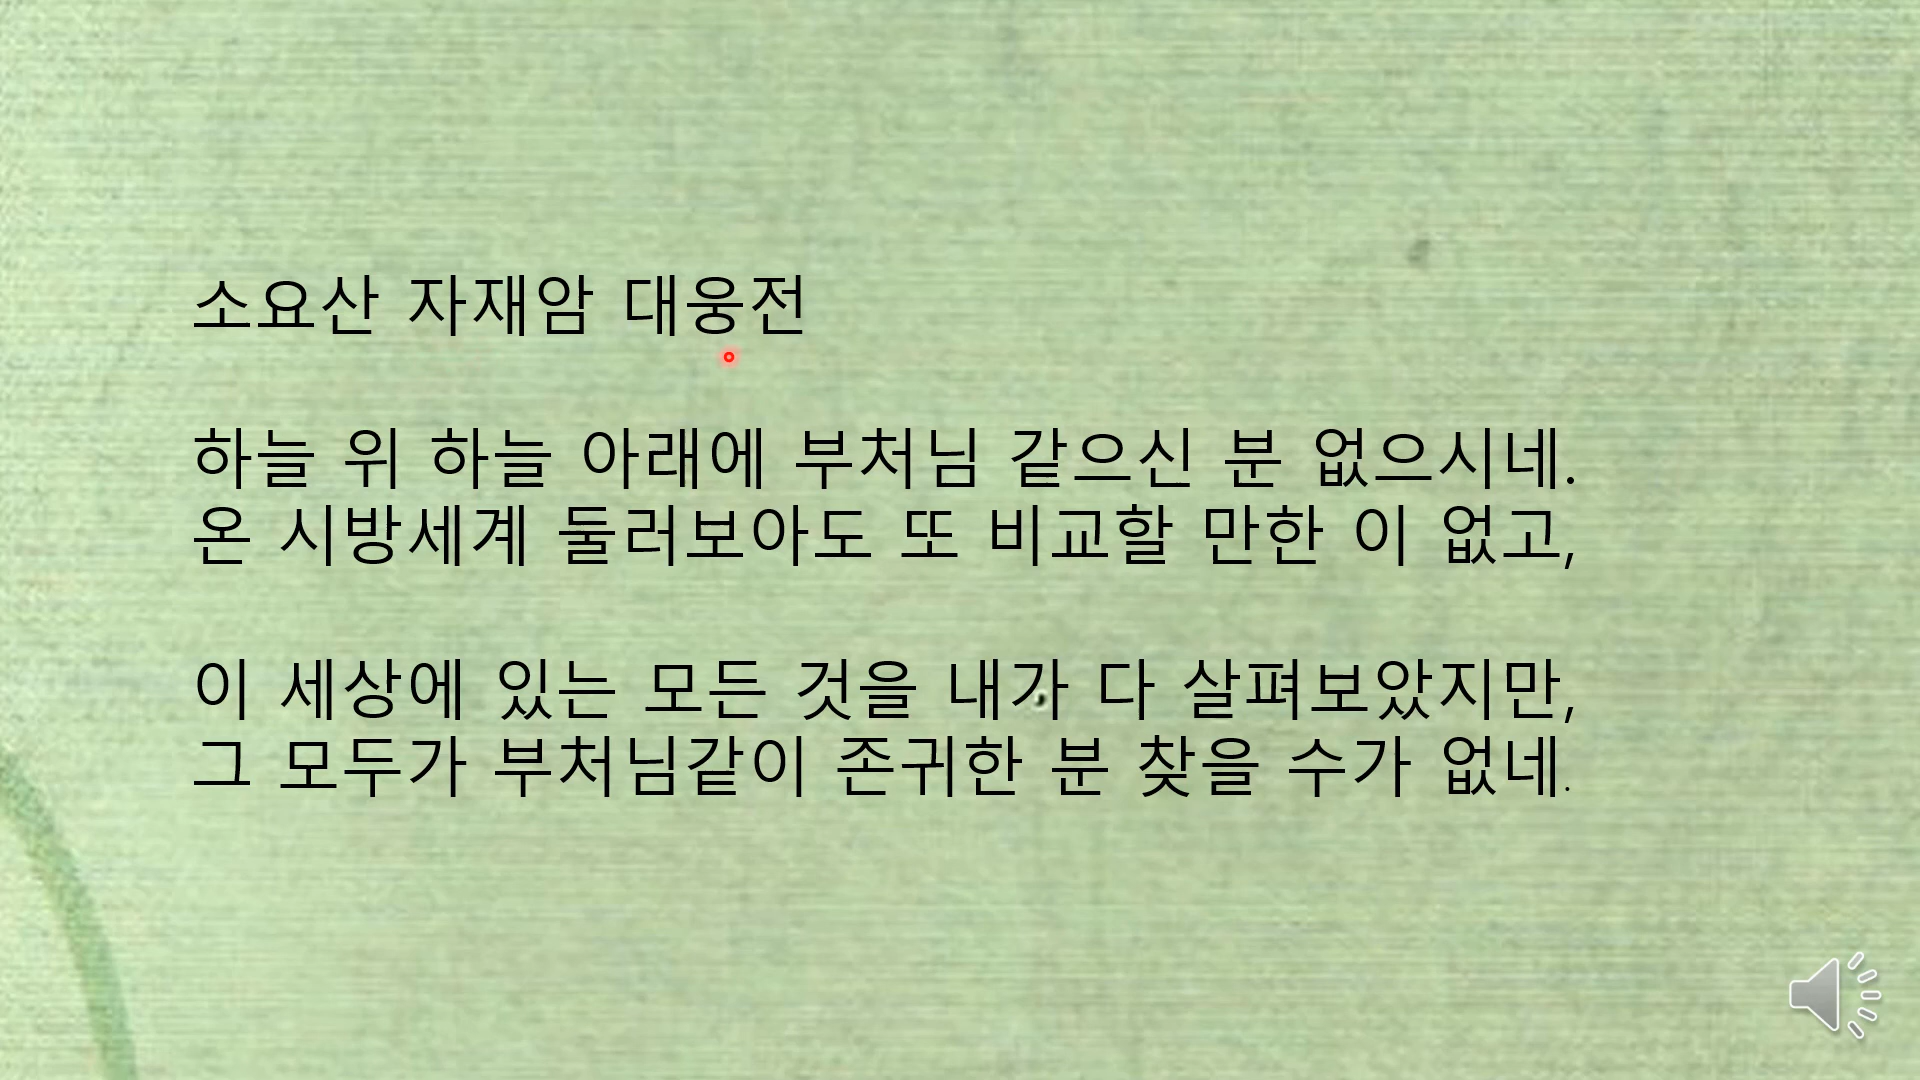 소요산 자재암 대웅전
하늘 위 하늘 아래에 부처님 같으신 분 없으시네.
온 시방세계 둘러보아도 또 비교할 만한 이 없고,
이 세상에 있는 모든 것을 내가 다 살펴보았지만,
그 모두가 부처님같이 존귀한 분 찾을 수가 없네.